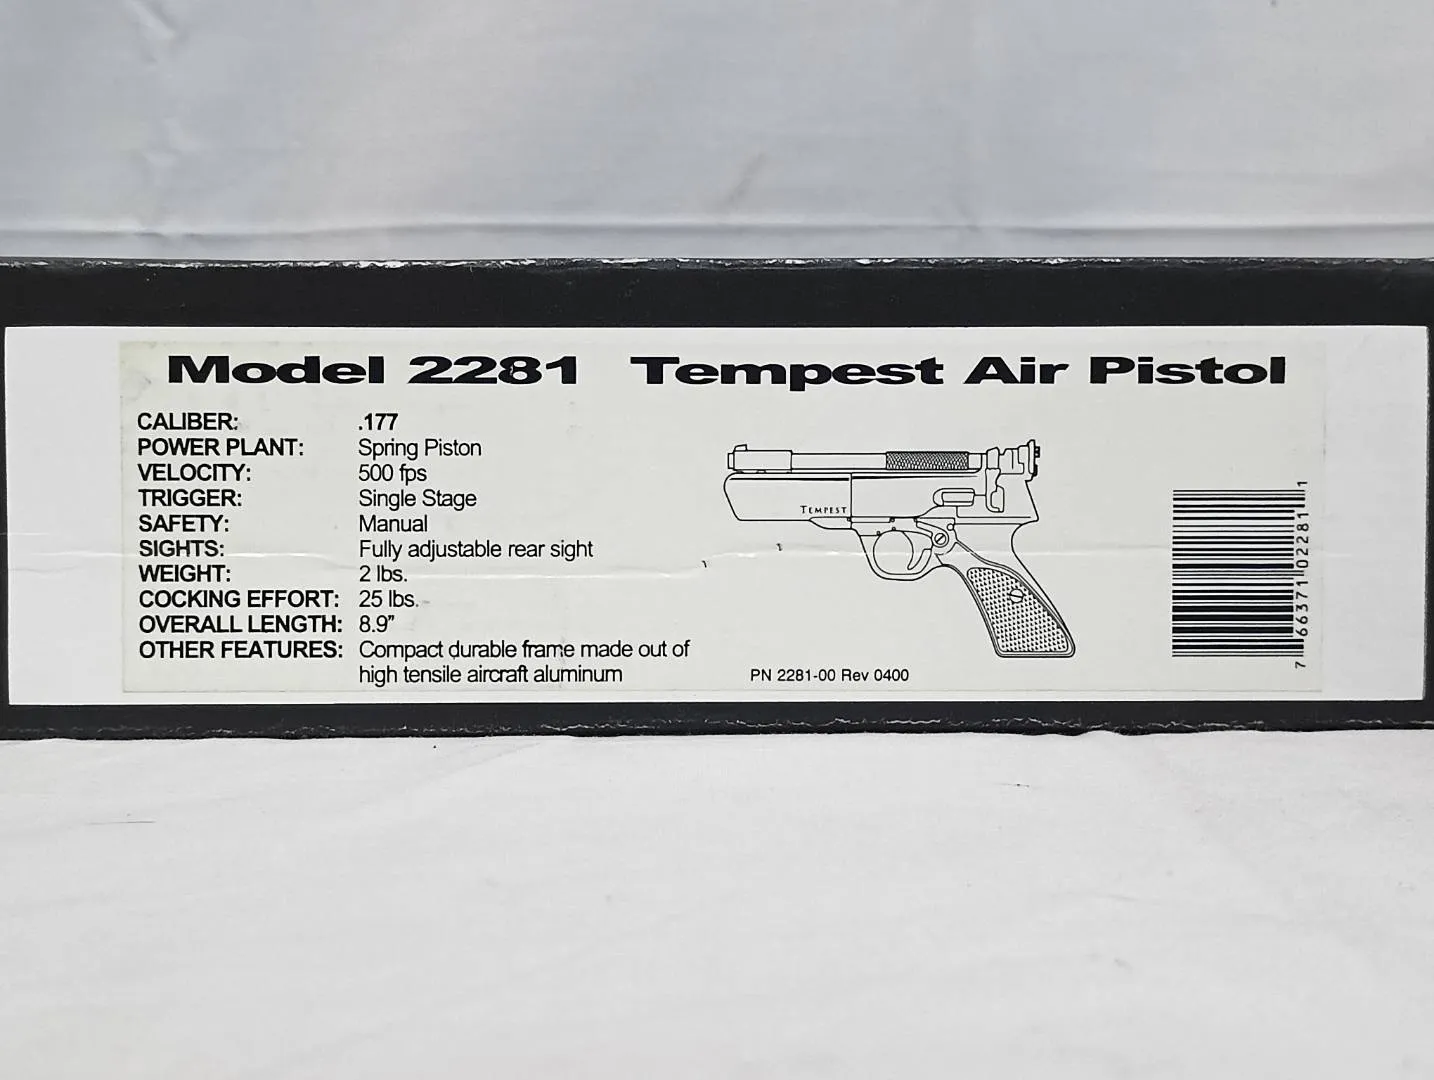 Model 2281 Tempest Air Pistol
CALIBER: .177
POWER PLANT: Spring Piston
VELOCITY: 500 fps
TRIGGER: Single Stage
SAFETY: Manual
SIGHTS: Fully adjustable rear sight
WEIGHT: 2 lbs.
COCKING EFFORT: 25 lbs.
OVERALL LENGTH: 8.9"
OTHER FEATURES: Compact durable frame made out of
high tensile aircraft aluminum
TEMPEST
PN 2281-00 Rev 0400
7 66371 02281 1